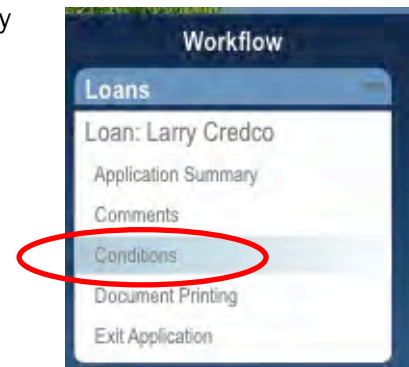 y
Workflow
Loans
Loan: Larry Credco
Application Summary
Comments
Conditions
Document Printing
Exit Application